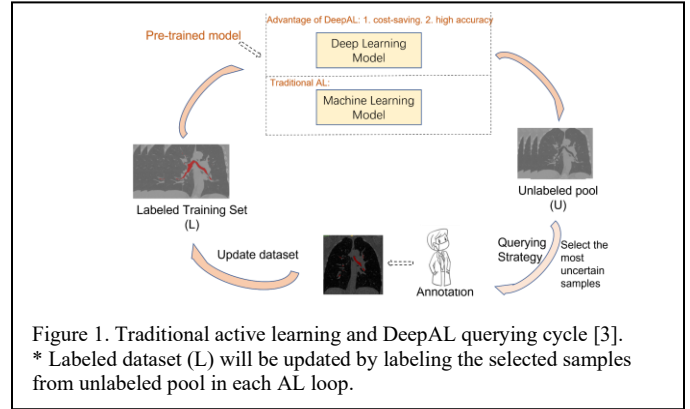 Advantage of DeepAL: 1. cost-saving. 2. high accuracy
Pre-trained model
Deep Learning
Model
Traditional AL:
Machine Learning
Model
Labeled Training Set
(L)
Unlabeled pool
(U)
Update dataset
Annotation
Querying
Strategy
Select the
most
uncertain
samples
Figure 1. Traditional active learning and DeepAL querying cycle [3].
* Labeled dataset (L) will be updated by labeling the selected samples
from unlabeled pool in each AL loop.